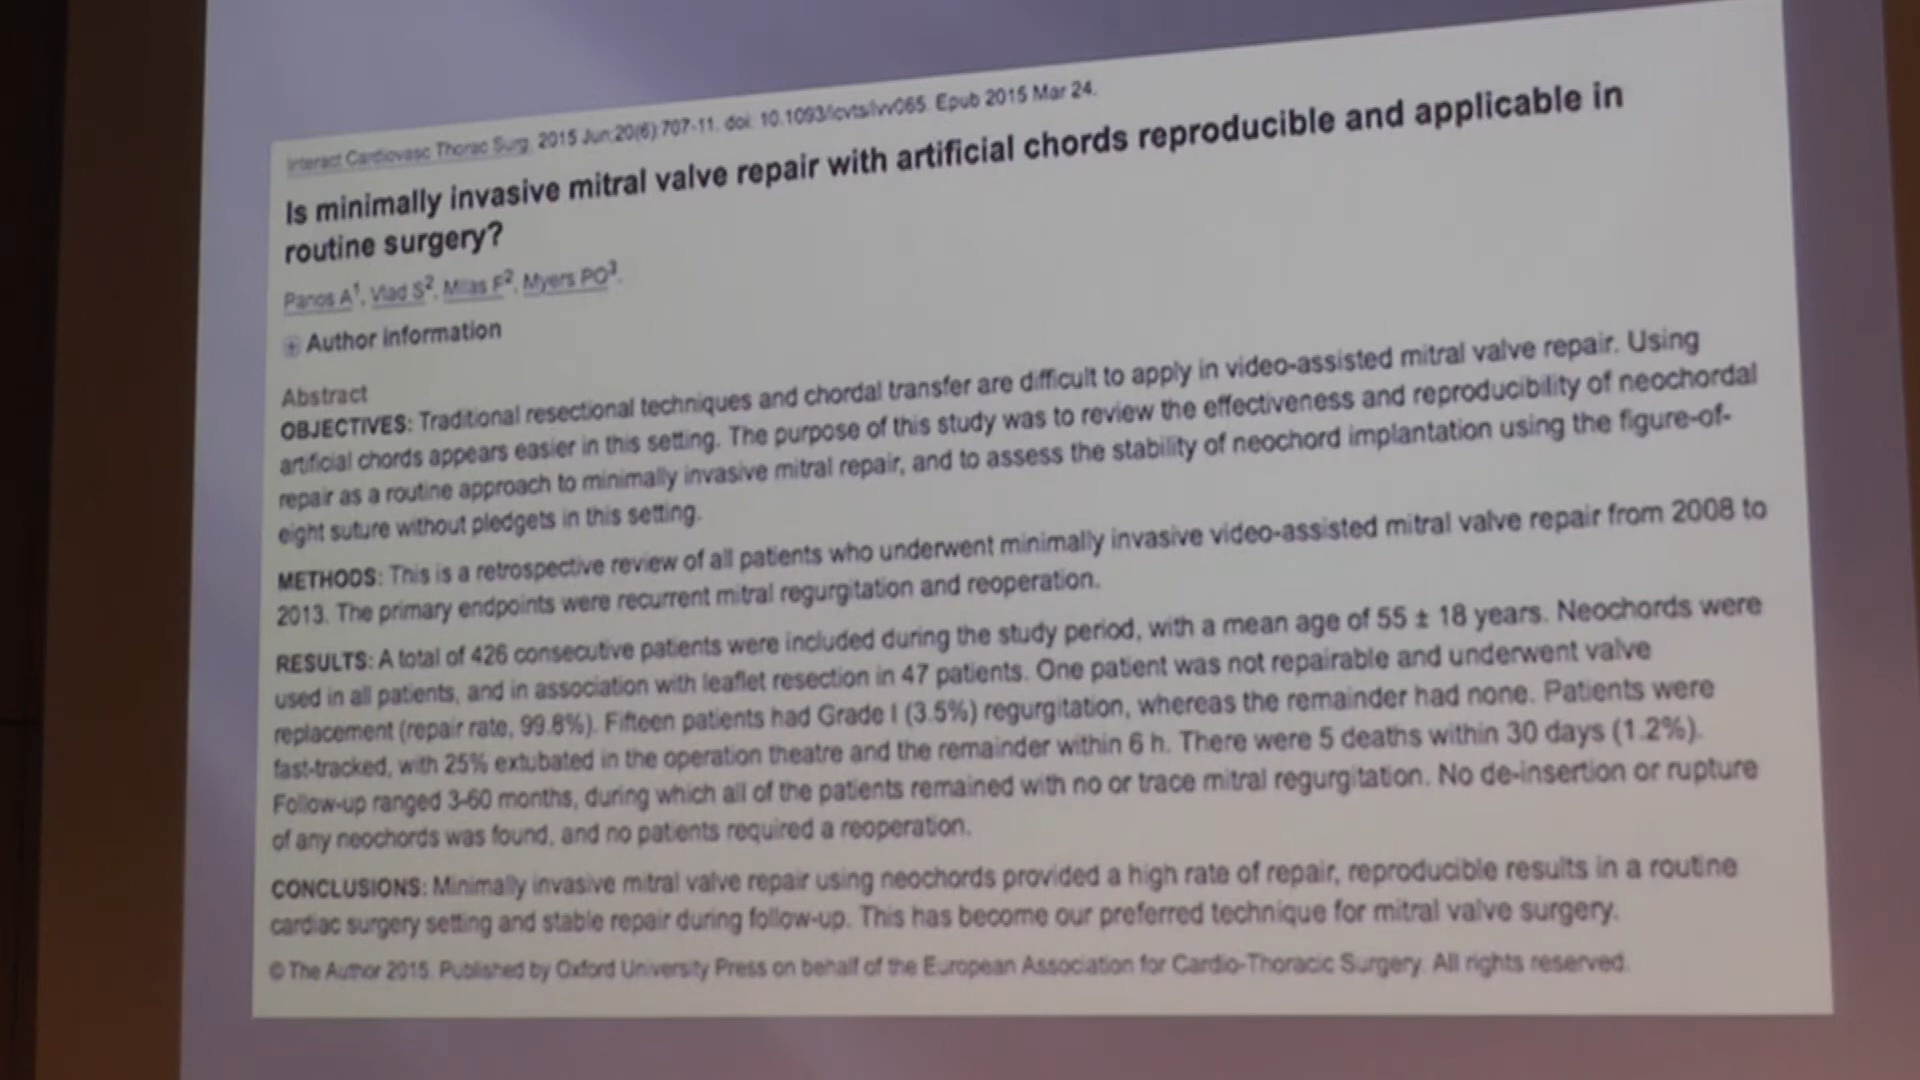 Interact Cardiovasc Thorac Surg. 2015 Jun;20(6):707-11. doi: 10.1093/icvts/ivv065. Epub 2015 Mar 24.
Is minimally invasive mitral valve repair with artificial chords reproducible and applicable in
routine surgery?
Panos A1, Vlad S2, Milas F2, Myers PO3.
Author information
Abstract
OBJECTIVES: Traditional resectional techniques and chordal transfer are difficult to apply in video-assisted mitral valve repair. Using
artificial chords appears easier in this setting. The purpose of this study was to review the effectiveness and reproducibility of neochordal
repair as a routine approach to minimally invasive mitral repair, and to assess the stability of neochord implantation using the figure-of-
eight suture without pledgets in this setting.
METHODS: This is a retrospective review of all patients who underwent minimally invasive video-assisted mitral valve repair from 2008 to
2013. The primary endpoints were recurrent mitral regurgitation and reoperation.
RESULTS: A total of 426 consecutive patients were included during the study period, with a mean age of 55 ± 18 years. Neochords were
used in all patients, and in association with leaflet resection in 47 patients. One patient was not repairable and underwent valve
replacement (repair rate, 99.8%). Fifteen patients had Grade I (3.5%) regurgitation, whereas the remainder had none. Patients were
fast-tracked, with 25% extubated in the operation theatre and the remainder within 6 h. There were 5 deaths within 30 days (1.2%).
Follow-up ranged 3-60 months, during which all of the patients remained with no or trace mitral regurgitation. No de-insertion or rupture
of any neochords was found, and no patients required a reoperation.
CONCLUSIONS: Minimally invasive mitral valve repair using neochords provided a high rate of repair, reproducible results in a routine
cardiac surgery setting and stable repair during follow-up. This has become our preferred technique for mitral valve surgery.
© The Author 2015. Published by Oxford University Press on behalf of the European Association for Cardio-Thoracic Surgery. All rights reserved.